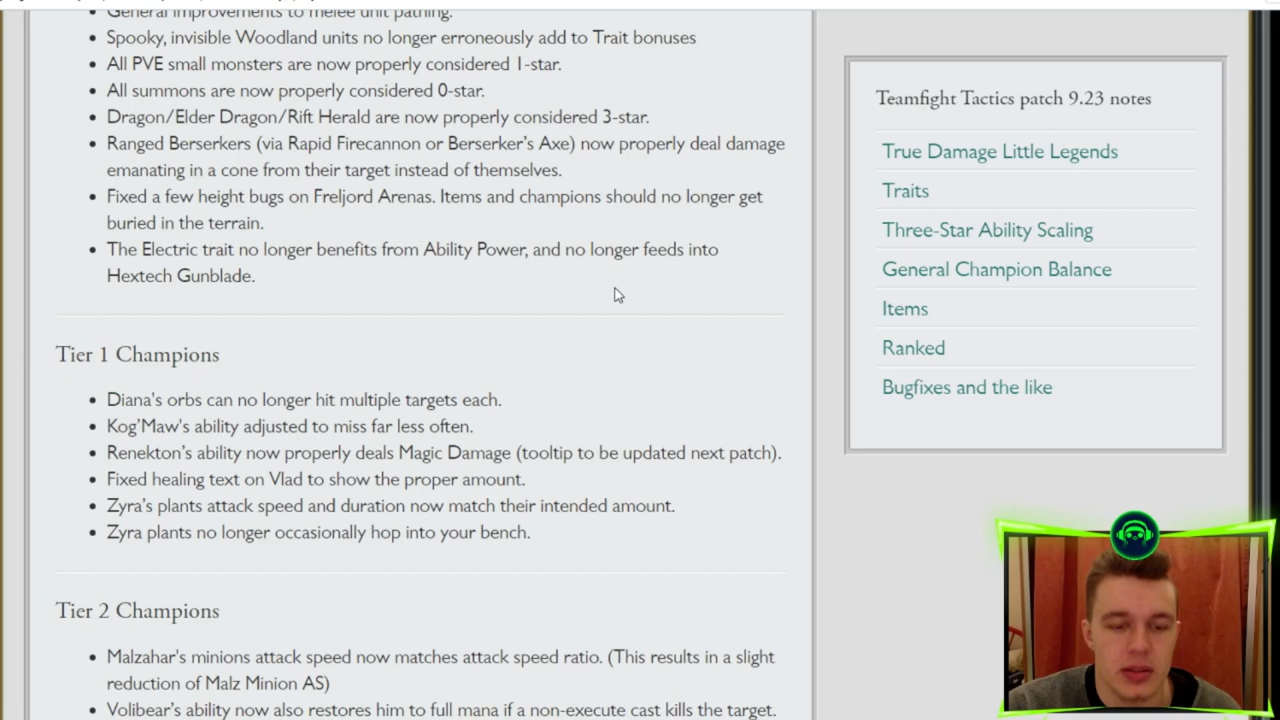 General improvements to melee unit pathing.
Spooky, invisible Woodland units no longer erroneously add to Trait bonuses
All PVE small monsters are now properly considered 1-star.
All summons are now properly considered 0-star.
Dragon/Elder Dragon/Rift Herald are now properly considered 3-star.
Ranged Berserkers (via Rapid Firecannon or Berserker's Axe) now properly deal damage
emanating in a cone from their target instead of themselves.
Fixed a few height bugs on Freljord Arenas. Items and champions should no longer get
buried in the terrain.
The Electric trait no longer benefits from Ability Power, and no longer feeds into
Hextech Gunblade.
Tier 1 Champions
Diana's orbs can no longer hit multiple targets each.
Kog'Maw's ability adjusted to miss far less often.
Renekton's ability now properly deals Magic Damage (tooltip to be updated next patch).
Fixed healing text on Vlad to show the proper amount.
Zyra's plants attack speed and duration now match their intended amount.
Zyra plants no longer occasionally hop into your bench.
Tier 2 Champions
Malzahar's minions attack speed now matches attack speed ratio. (This results in a slight
reduction of Malz Minion AS)
Volibear's ability now also restores him to full mana if a non-execute cast kills the target.
Teamfight Tactics patch 9.23 notes
True Damage Little Legends
Traits
Three-Star Ability Scaling
General Champion Balance
Items
Ranked
Bugfixes and the like